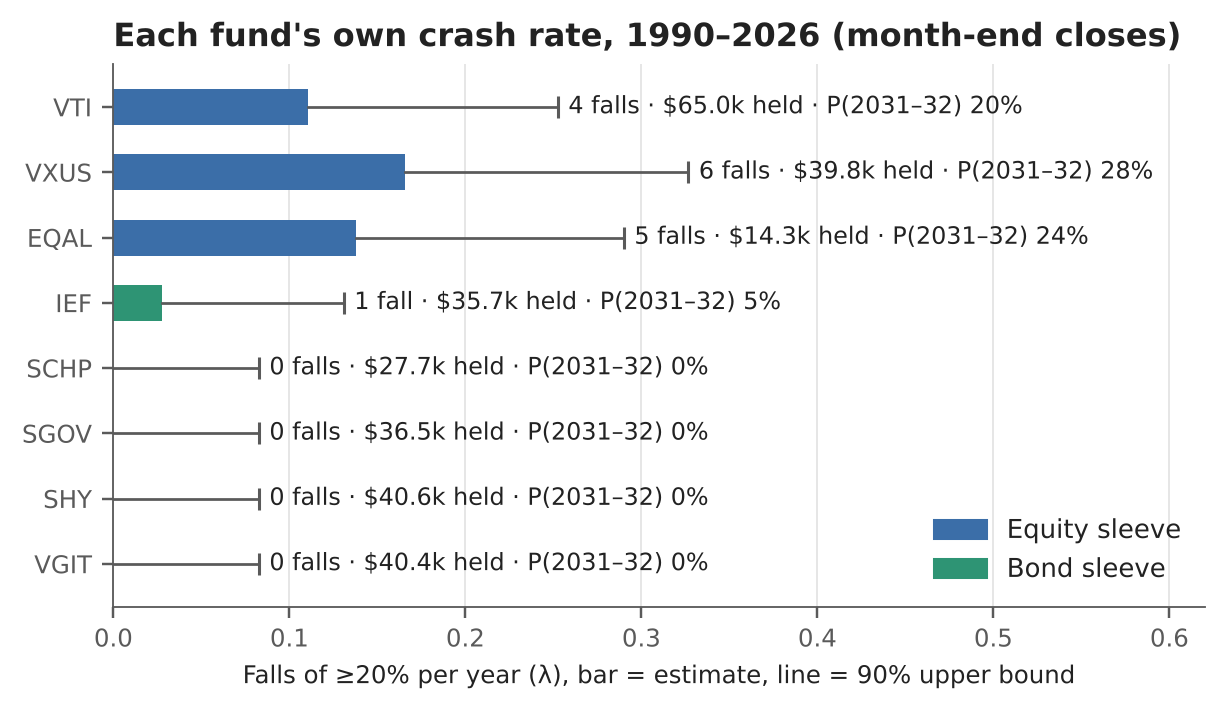 Each fund's own crash rate, 1990–2026 (month-end closes)
VTI
4 falls · $65.0k held · P(2031–32) 20%
VXUS
6 falls · $39.8k held · P(2031–32) 28%
EQAL
5 falls · $14.3k held · P(2031–32) 24%
IEF
1 fall · $35.7k held · P(2031–32) 5%
SCHP
0 falls · $27.7k held · P(2031–32) 0%
SGOV
0 falls · $36.5k held · P(2031–32) 0%
SHY
0 falls · $40.6k held · P(2031–32) 0%
VGIT
0 falls · $40.4k held · P(2031–32) 0%
Equity sleeve
Bond sleeve
0.0 0.1 0.2 0.3 0.4 0.5 0.6
Falls of ≥20% per year (λ), bar = estimate, line = 90% upper bound